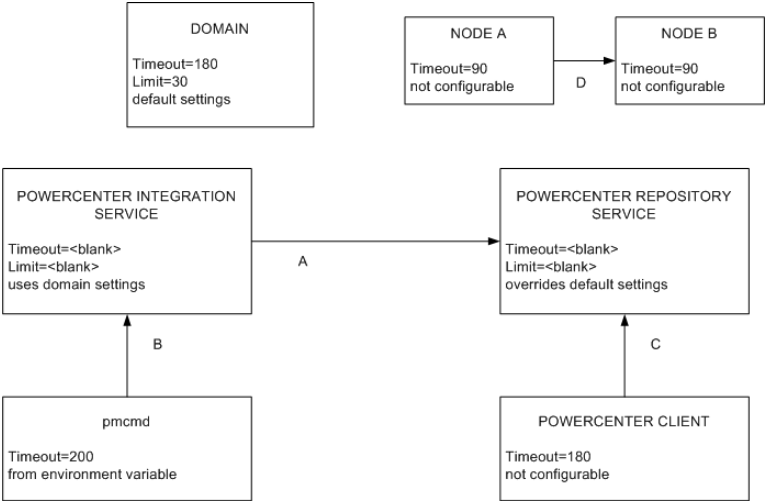 DOMAIN
Timeout=180
Limit=30
default settings
NODE A
Timeout=90
not configurable
D
NODE B
Timeout=90
not configurable
POWERCENTER INTEGRATION
SERVICE
Timeout=<blank>
Limit=<blank>
uses domain settings
A
POWERCENTER REPOSITORY
SERVICE
Timeout=<blank>
Limit=<blank>
overrides default settings
B
C
pmcmd
Timeout=200
from environment variable
POWERCENTER CLIENT
Timeout=180
not configurable